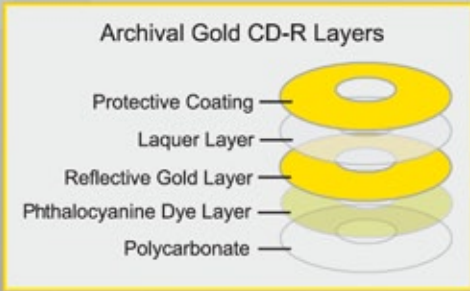 Archival Gold CD-R Layers
Protective Coating
Laquer Layer
Reflective Gold Layer
Phthalocyanine Dye Layer
Polycarbonate